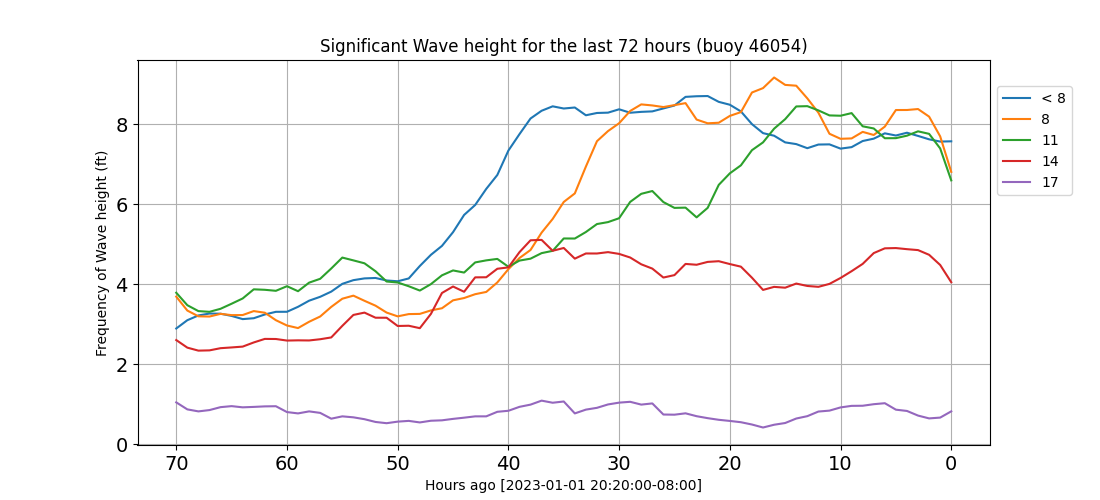 Significant Wave height for the last 72 hours (buoy 46054)
Frequency of Wave height (ft)
8
6
4
2
0
70 60 50 40 30 20 10 0
Hours ago [2023-01-01 20:20:00-08:00]
< 8
8
11
14
17